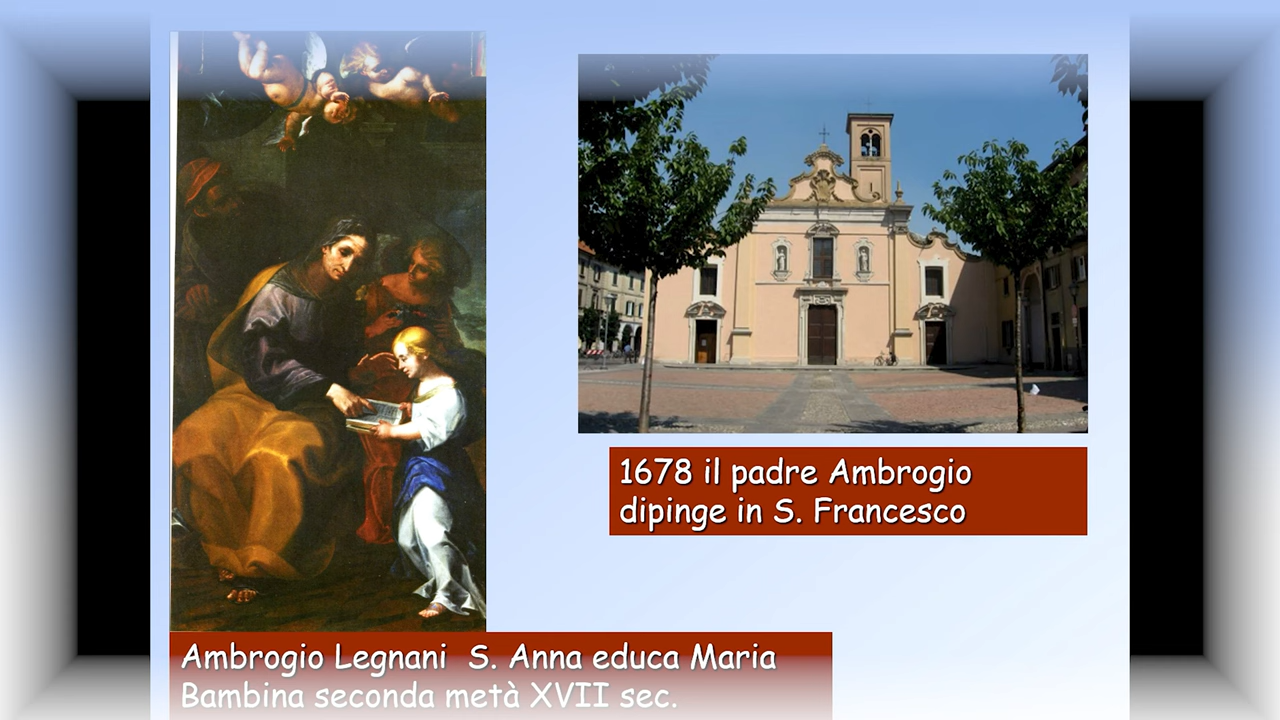 1678 il padre Ambrogio
dipinge in S. Francesco
Ambrogio Legnani S. Anna educa Maria
Bambina seconda metà XVII sec.